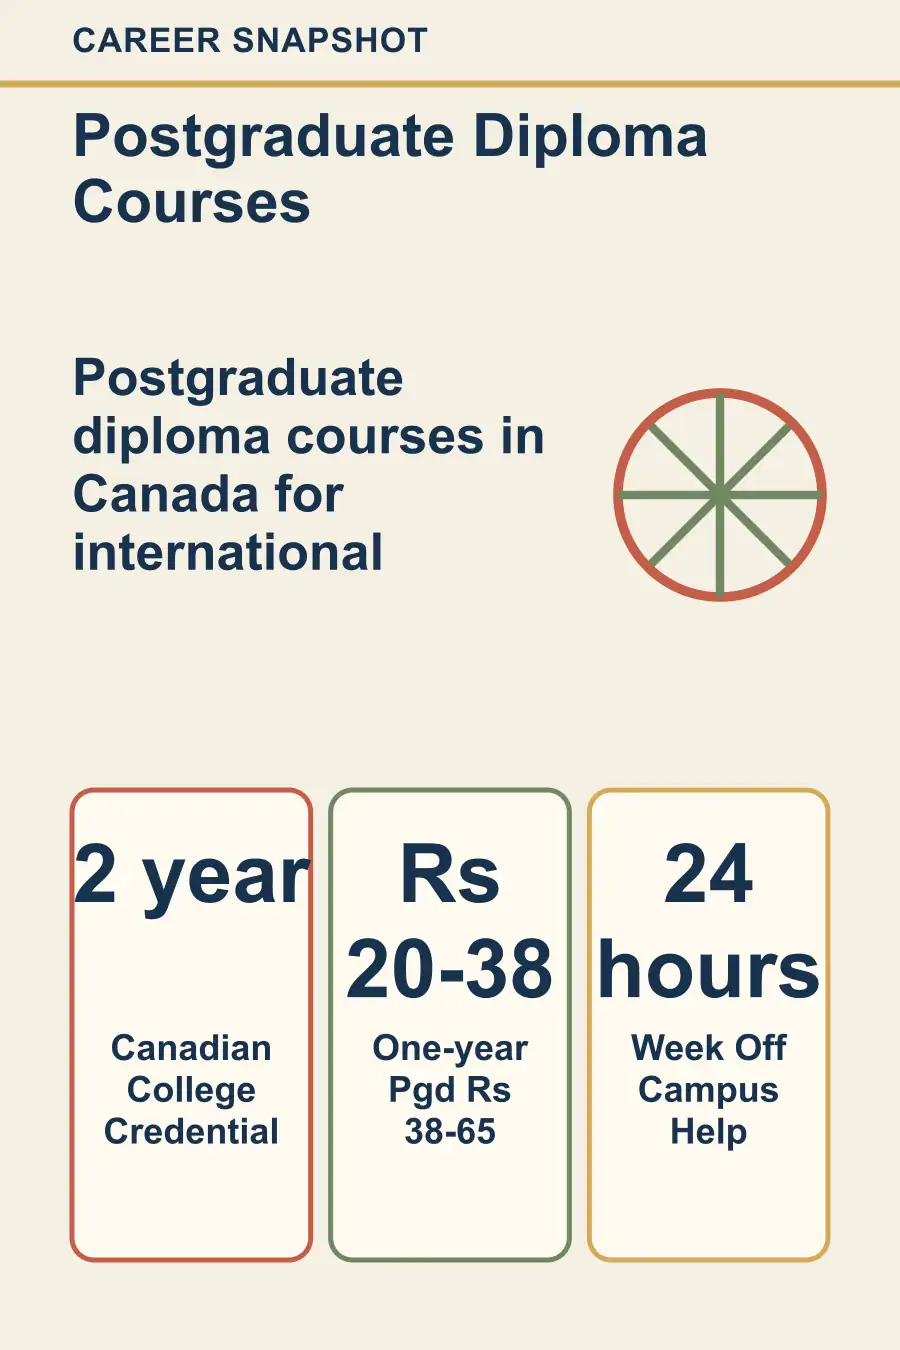 CAREER SNAPSHOT
Postgraduate Diploma
Courses
Postgraduate
diploma courses in
Canada for
international
2 year
Canadian
College
Credential
Rs
20-38
One-year
Pgd Rs
38-65
24
hours
Week Off
Campus
Help